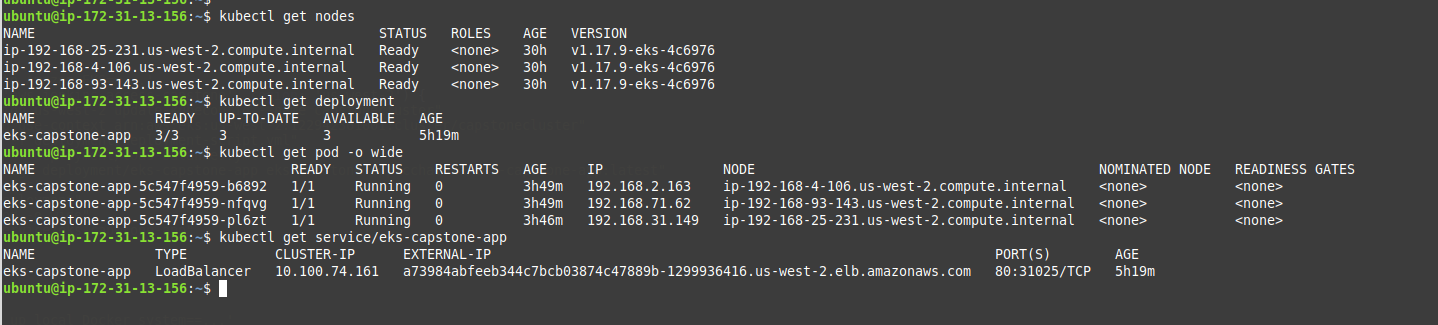 ubuntu@ip-172-31-13-156:~$ kubectl get nodes
NAME STATUS ROLES AGE VERSION
ip-192-168-25-231.us-west-2.compute.internal Ready <none> 30h v1.17.9-eks-4c6976
ip-192-168-4-106.us-west-2.compute.internal Ready <none> 30h v1.17.9-eks-4c6976
ip-192-168-93-143.us-west-2.compute.internal Ready <none> 30h v1.17.9-eks-4c6976
ubuntu@ip-172-31-13-156:~$ kubectl get deployment
NAME READY UP-TO-DATE AVAILABLE AGE
eks-capstone-app 3/3 3 3 5h19m
ubuntu@ip-172-31-13-156:~$ kubectl get pod -o wide
NAME READY STATUS RESTARTS AGE IP NODE NOMINATED NODE READINESS GATES
eks-capstone-app-5c547f4959-b6892 1/1 Running 0 3h49m 192.168.2.163 ip-192-168-4-106.us-west-2.compute.internal <none> <none>
eks-capstone-app-5c547f4959-nfqvg 1/1 Running 0 3h49m 192.168.71.62 ip-192-168-93-143.us-west-2.compute.internal <none> <none>
eks-capstone-app-5c547f4959-pl6zt 1/1 Running 0 3h46m 192.168.31.149 ip-192-168-25-231.us-west-2.compute.internal <none> <none>
ubuntu@ip-172-31-13-156:~$ kubectl get service/eks-capstone-app
NAME TYPE CLUSTER-IP EXTERNAL-IP PORT(S) AGE
eks-capstone-app LoadBalancer 10.100.74.161 a73984abfeeb344c7bcb03874c47889b-1299936416.us-west-2.elb.amazonaws.com 80:31025/TCP 5h19m
ubuntu@ip-172-31-13-156:~$